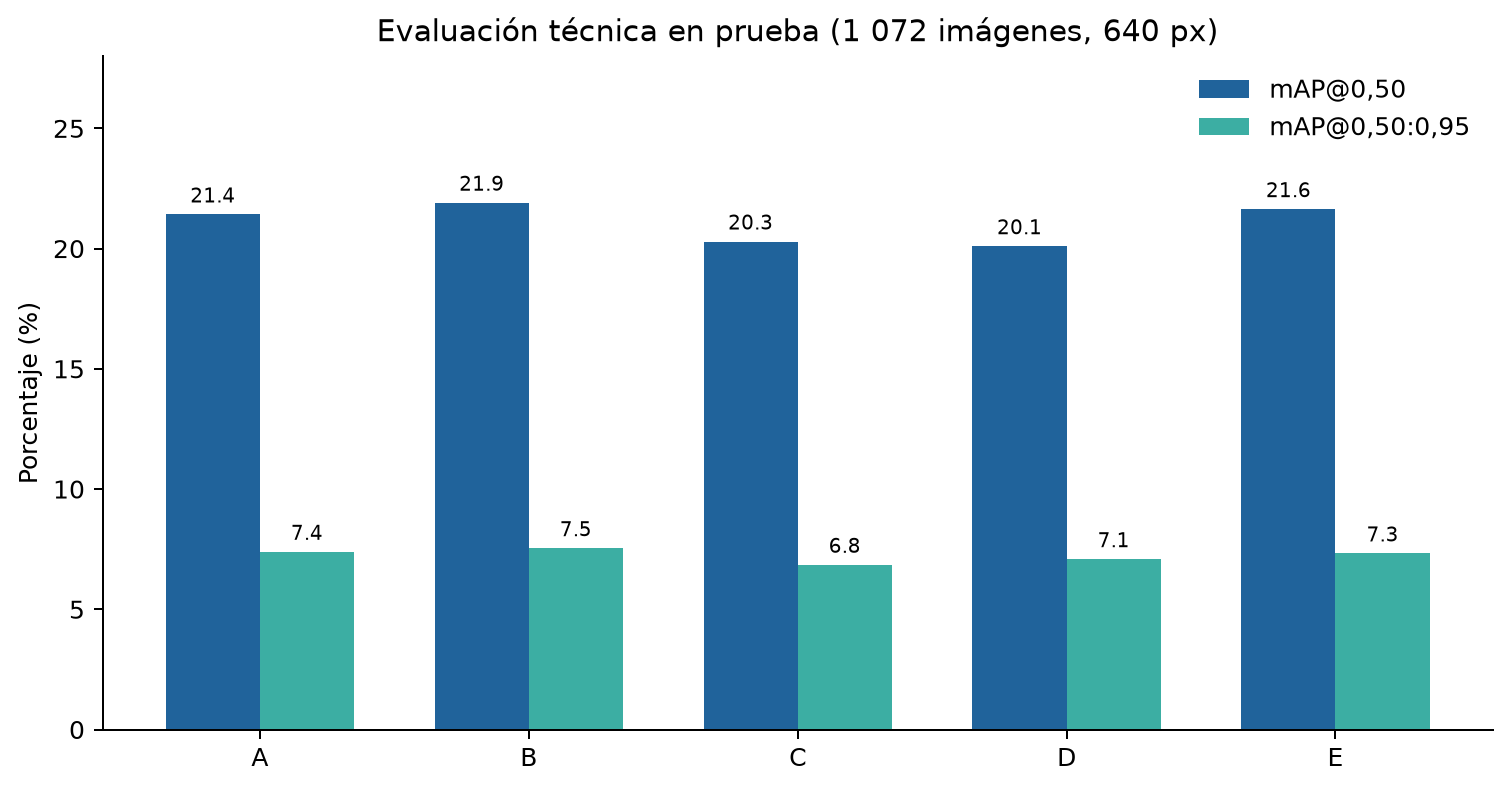 Evaluación técnica en prueba (1 072 imágenes, 640 px)
mAP@0,50
mAP@0,50:0,95
Porcentaje (%)
25
20
15
10
5
0
21.4
7.4
21.9
7.5
20.3
6.8
20.1
7.1
21.6
7.3
A
B
C
D
E